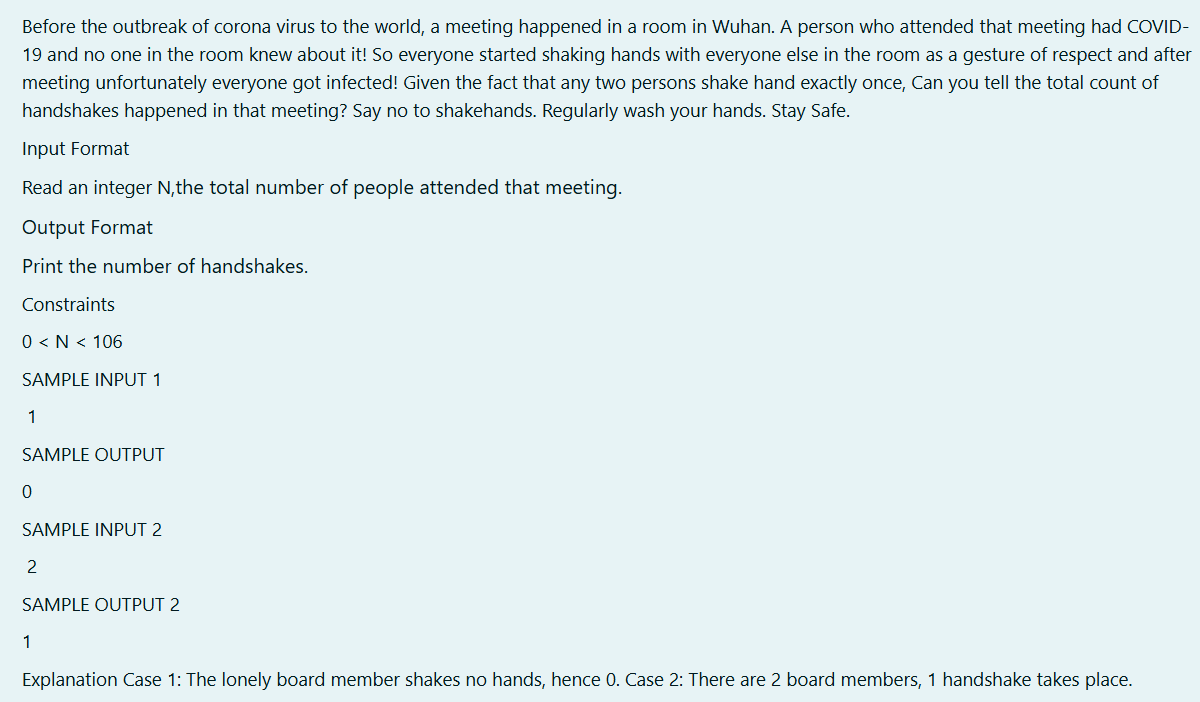 Before the outbreak of corona virus to the world, a meeting happened in a room in Wuhan. A person who attended that meeting had COVID-
19 and no one in the room knew about it! So everyone started shaking hands with everyone else in the room as a gesture of respect and after
meeting unfortunately everyone got infected! Given the fact that any two persons shake hand exactly once, Can you tell the total count of
handshakes happened in that meeting? Say no to shakehands. Regularly wash your hands. Stay Safe.
Input Format
Read an integer N,the total number of people attended that meeting.
Output Format
Print the number of handshakes.
Constraints
0 < N < 106
SAMPLE INPUT 1
1
SAMPLE OUTPUT
0
SAMPLE INPUT 2
2
SAMPLE OUTPUT 2
1
Explanation Case 1: The lonely board member shakes no hands, hence 0. Case 2: There are 2 board members, 1 handshake takes place.